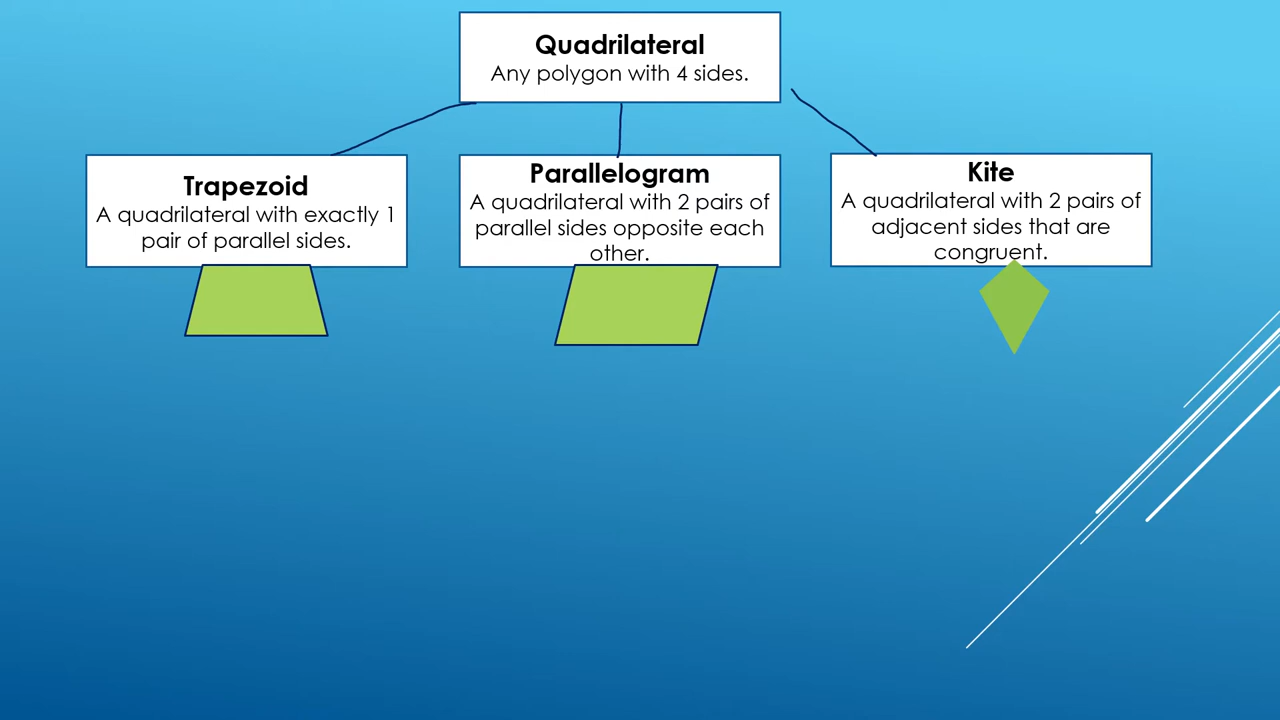 Quadrilateral
Any polygon with 4 sides.
Trapezoid
A quadrilateral with exactly 1
pair of parallel sides.
Parallelogram
A quadrilateral with 2 pairs of
parallel sides opposite each
other.
Kite
A quadrilateral with 2 pairs of
adjacent sides that are
congruent.